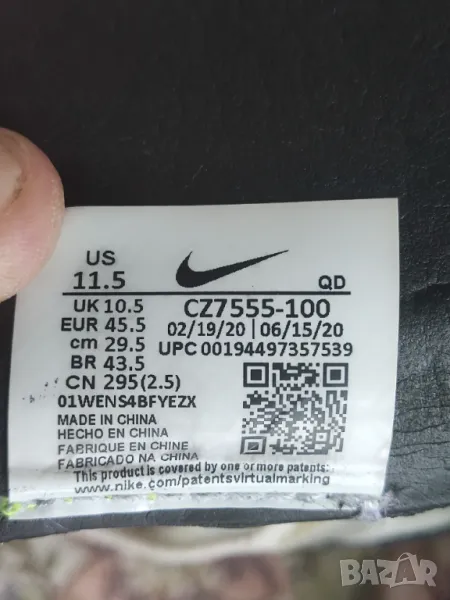 US
11.5
QD
UK 10.5
CZ7555-100
EUR 45.5
02/19/20 | 06/15/20
cm 29.5
UPC 00194497357539
BR 43.5
CN 295(2.5)
01WENS4BFYEZX
MADE IN CHINA
HECHO EN CHINA
FABRIQUE EN CHINE
FABRICADO NA CHINA
This product is covered by one or more patents:
www.nike.com/patentsvirtualmarking
BAZAR